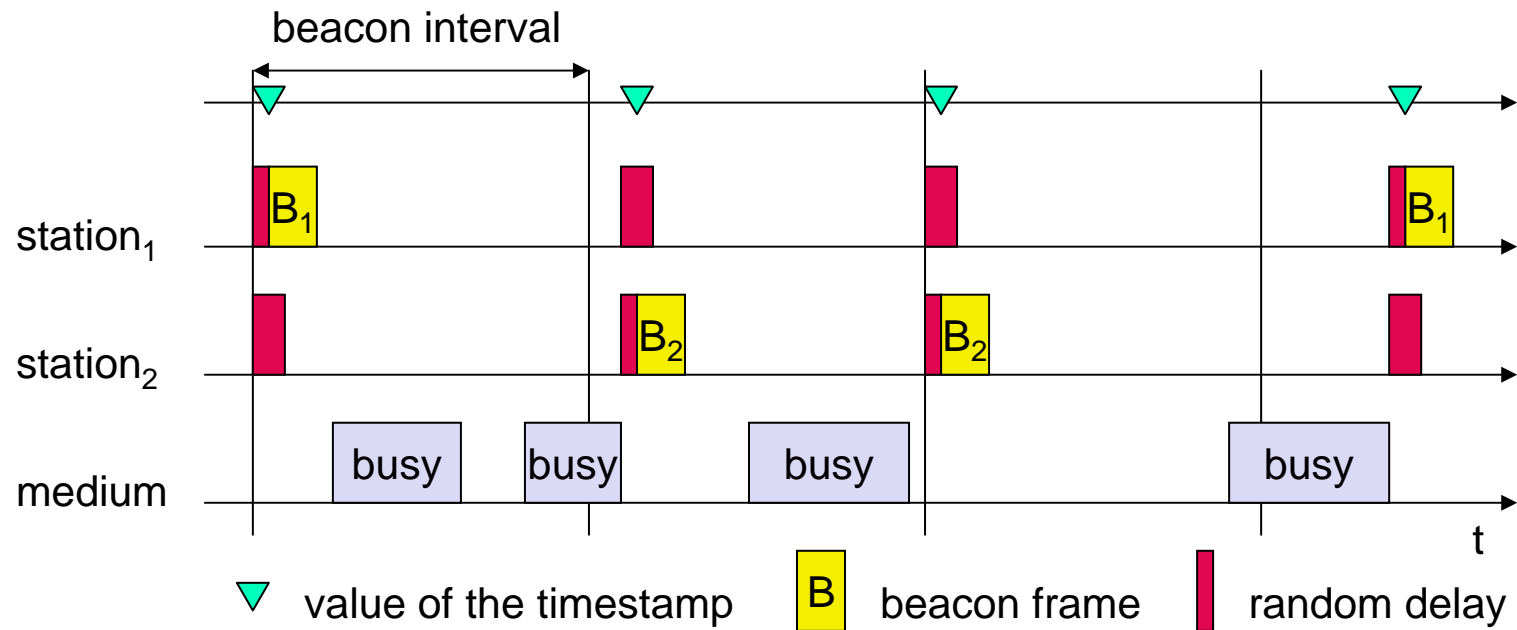 beacon interval
B₁ B₁
station₁
B₂ B₂
station₂
busy busy busy busy
medium
t
value of the timestamp B beacon frame random delay